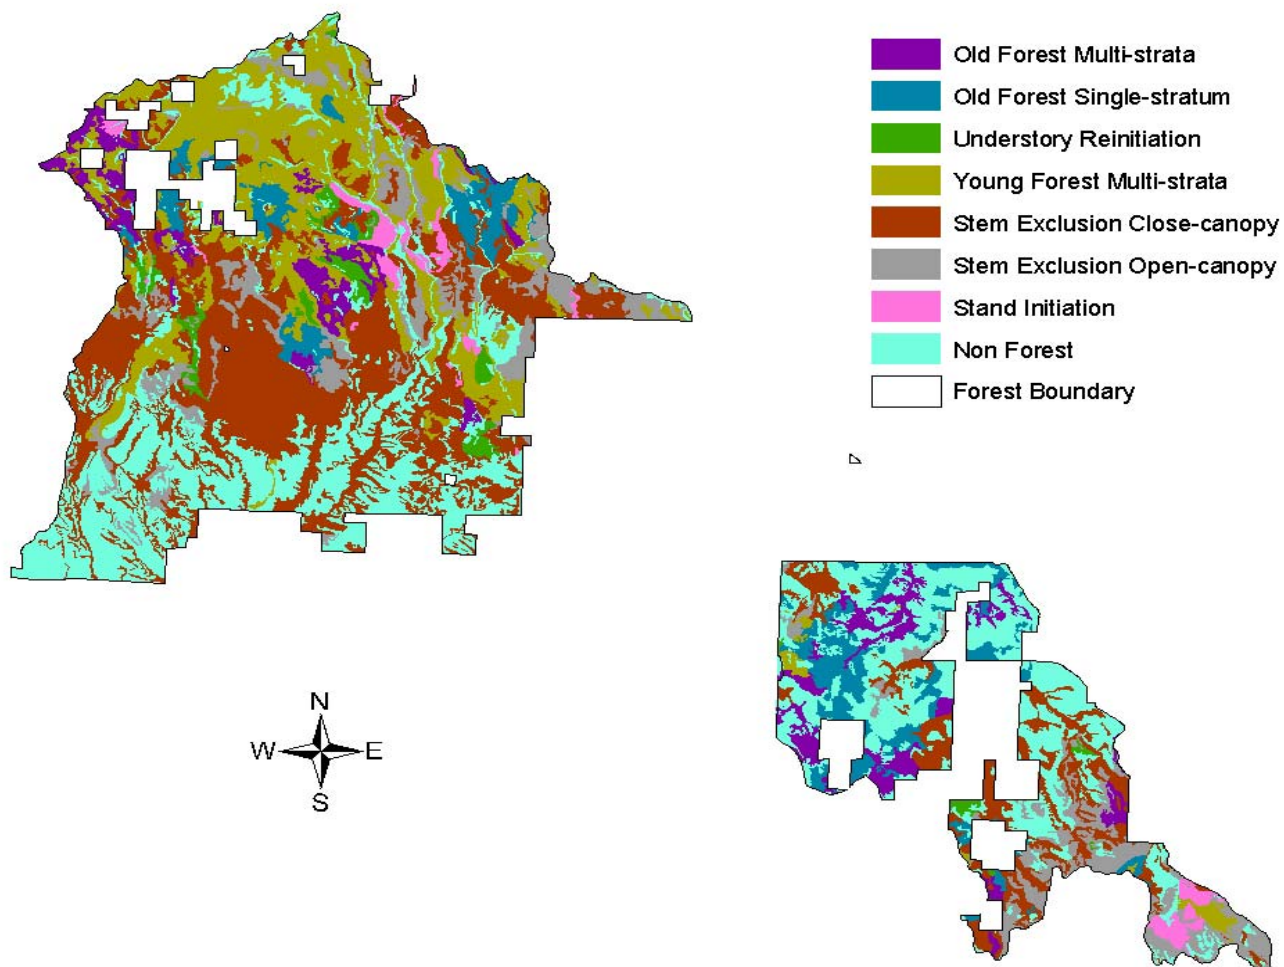 Old Forest Multi-strata
Old Forest Single-stratum
Understory Reinitiation
Young Forest Multi-strata
Stem Exclusion Close-canopy
Stem Exclusion Open-canopy
Stand Initiation
Non Forest
Forest Boundary
N
W E
S